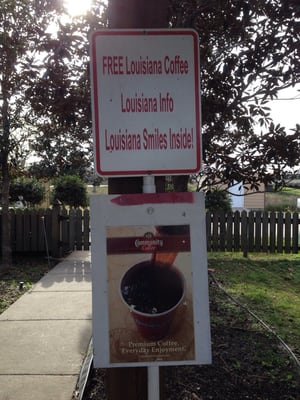 FREE Louisiana Coffee
Louisiana Info
Louisiana Smiles Inside!
Community
Coffee
Premium Coffee.
Everyday Enjoyment.